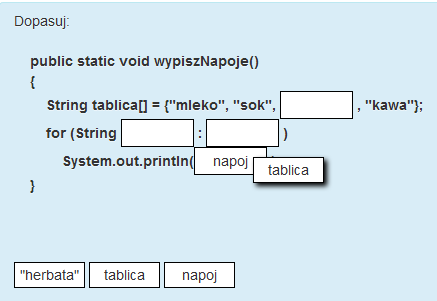 Dopasuj:
public static void wypiszNapoje()
{
String tablica[] = {"mleko", "sok", , "kawa"};
for (String : )
System.out.println( napoj
tablica
}
"herbata" tablica napoj